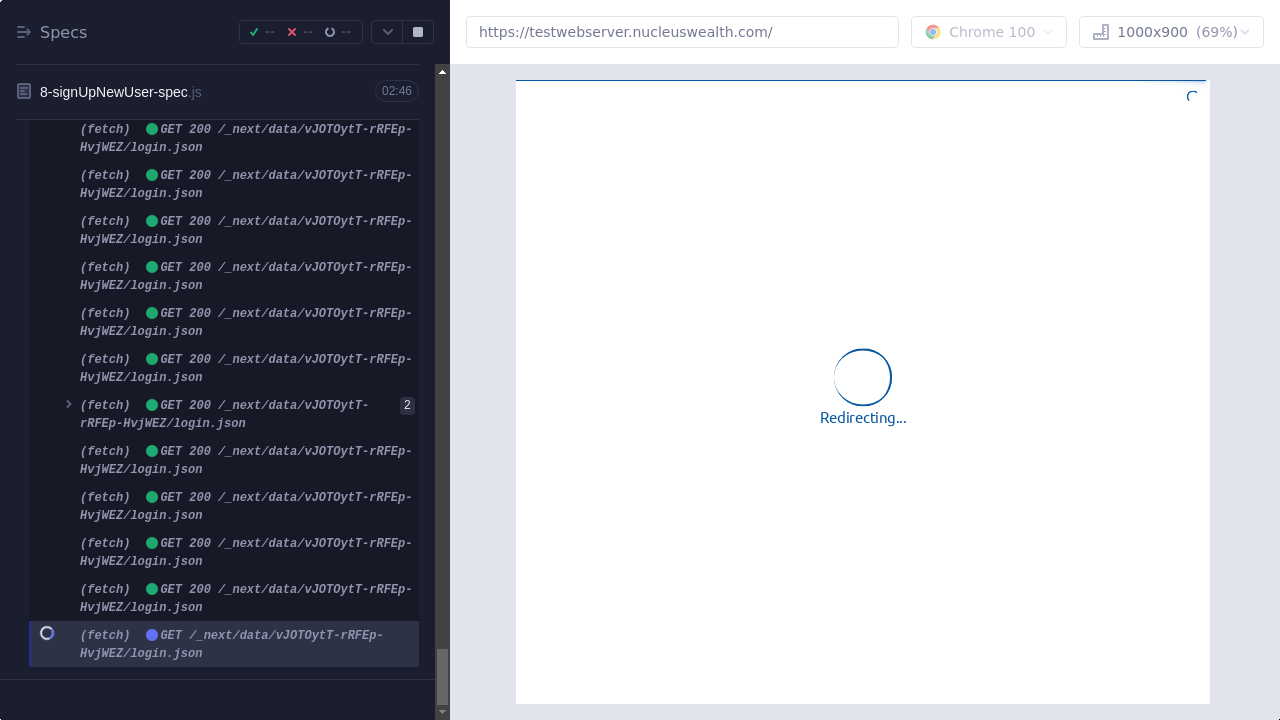 Specs
--
--
--
8-signUpNewUser-spec.js
02:46
(fetch) GET 200 /_next/data/vJOTOytT-rRFEp-
HvjWEZ/login.json
(fetch) GET 200 /_next/data/vJOTOytT-rRFEp-
HvjWEZ/login.json
(fetch) GET 200 /_next/data/vJOTOytT-rRFEp-
HvjWEZ/login.json
(fetch) GET 200 /_next/data/vJOTOytT-rRFEp-
HvjWEZ/login.json
(fetch) GET 200 /_next/data/vJOTOytT-rRFEp-
HvjWEZ/login.json
(fetch) GET 200 /_next/data/vJOTOytT-rRFEp-
HvjWEZ/login.json
(fetch) GET 200 /_next/data/vJOTOytT- 2
rRFEp-HvjWEZ/login.json
(fetch) GET 200 /_next/data/vJOTOytT-rRFEp-
HvjWEZ/login.json
(fetch) GET 200 /_next/data/vJOTOytT-rRFEp-
HvjWEZ/login.json
(fetch) GET 200 /_next/data/vJOTOytT-rRFEp-
HvjWEZ/login.json
(fetch) GET 200 /_next/data/vJOTOytT-rRFEp-
HvjWEZ/login.json
(fetch) GET /_next/data/vJOTOytT-rRFEp-
HvjWEZ/login.json
https://testwebserver.nucleuswealth.com/
Chrome 100
1000x900 (69%)
Redirecting...